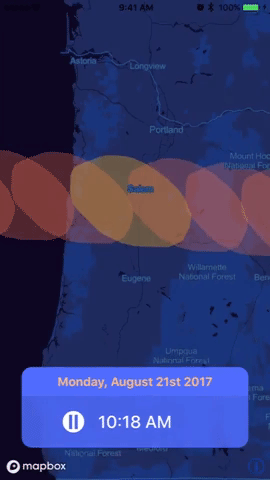 9:41 AM
100%
Astoria
Longview
Portland
Mount Hood
National Forest
Salem
Eugene
Willamette
National Forest
Umpqua
National Forest
Monday, August 21st 2017
10:18 AM
National Forest
Medford
mapbox